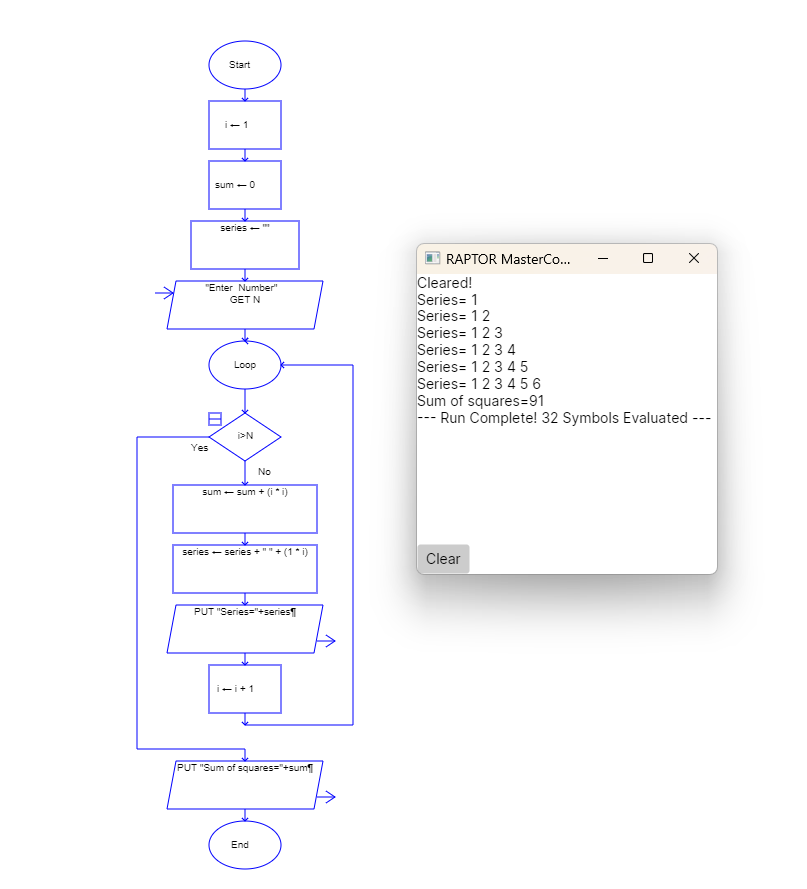 Start
i ← 1
sum ← 0
series ← ""
"Enter  Number"
GET N
Loop
i>N
Yes
No
sum ← sum + (i * i)
series ← series + " " + (1 * i)
PUT "Series="+series¶
i ← i + 1
PUT "Sum of squares="+sum¶
End
RAPTOR MasterCo...
Cleared!
Series= 1
Series= 1 2
Series= 1 2 3
Series= 1 2 3 4
Series= 1 2 3 4 5
Series= 1 2 3 4 5 6
Sum of squares=91
--- Run Complete! 32 Symbols Evaluated ---
Clear